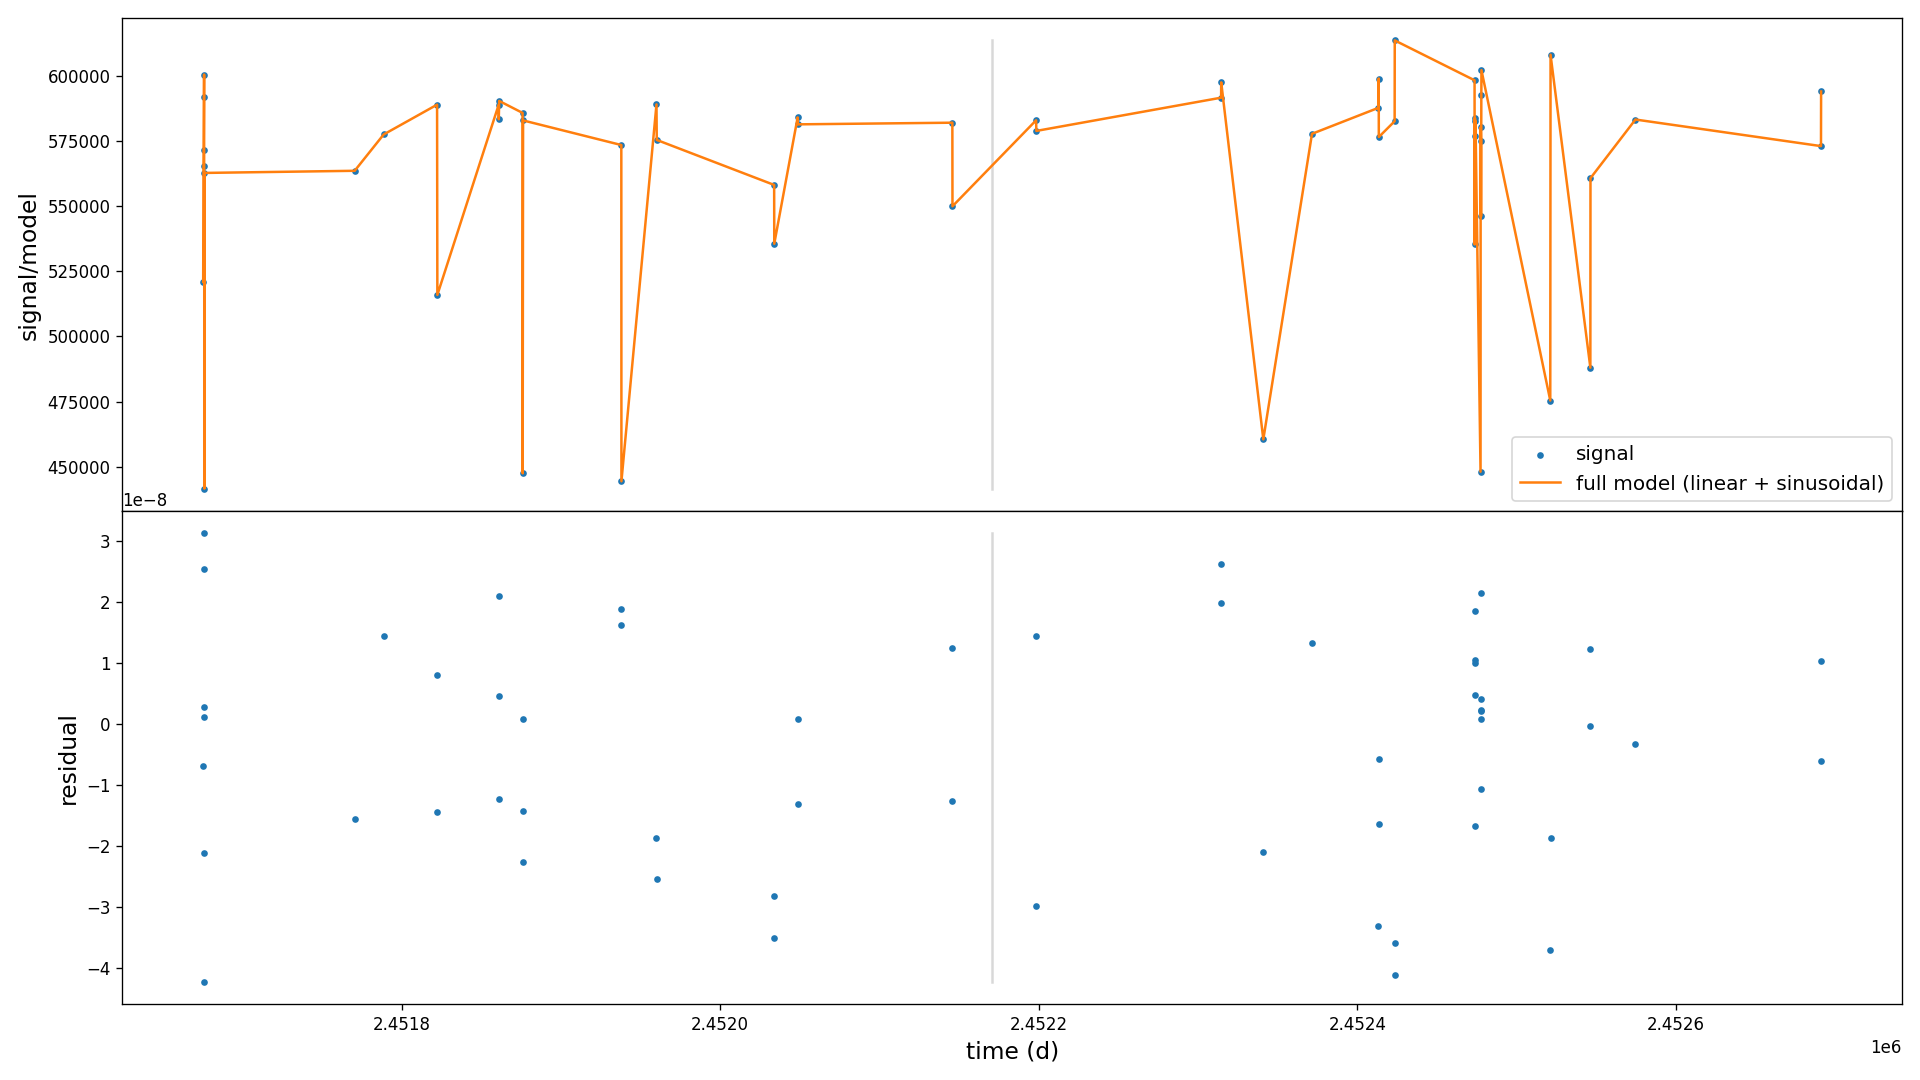 600000
575000
550000
525000
500000
475000
450000
signal/model
signal
full model (linear + sinusoidal)
1e−8
3
2
1
0
−1
−2
−3
−4
residual
2.4518
2.4520
2.4522
2.4524
2.4526
time (d)
1e6